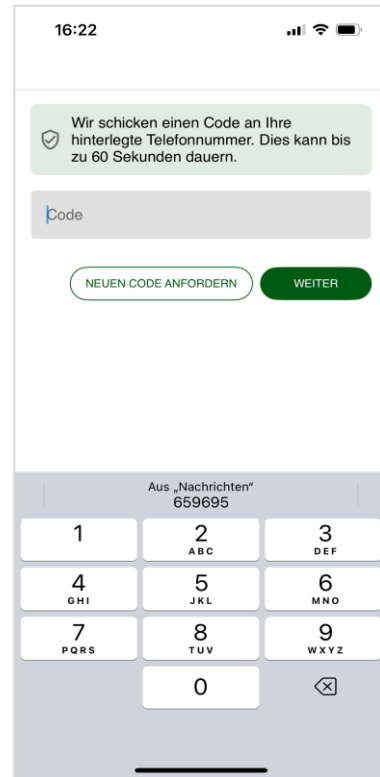 16:22
Wir schicken einen Code an Ihre
hinterlegte Telefonnummer. Dies kann bis
zu 60 Sekunden dauern.
Code
NEUEN CODE ANFORDERN
WEITER
Aus „Nachrichten“
659695
1
2
ABC
3
DEF
4
GHI
5
JKL
6
MNO
7
PQRS
8
TUV
9
WXYZ
0